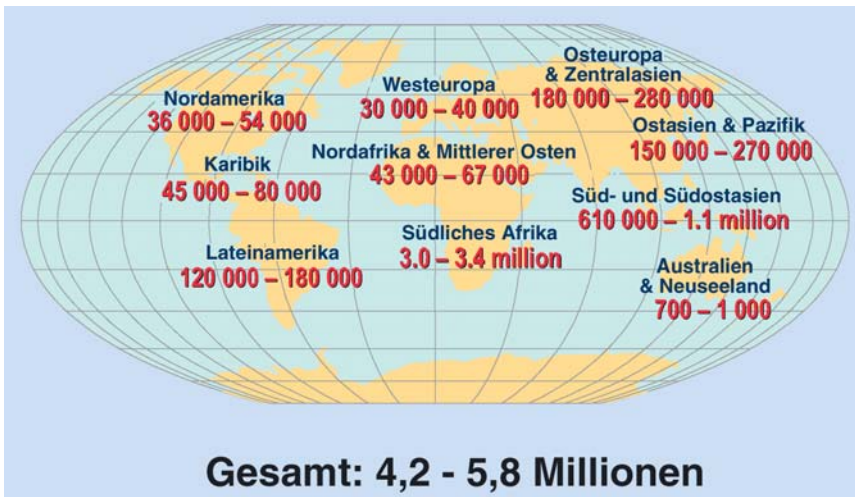 Nordamerika
36 000 – 54 000
Karibik
45 000 – 80 000
Lateinamerika
120 000 – 180 000
Westeuropa
30 000 – 40 000
Nordafrika & Mittlerer Osten
43 000 – 67 000
Südliches Afrika
3.0 – 3.4 million
Osteuropa
& Zentralasien
180 000 – 280 000
Ostasien & Pazifik
150 000 – 270 000
Süd- und Südostasien
610 000 – 1.1 million
Australien
& Neuseeland
700 – 1 000
Gesamt: 4,2 - 5,8 Millionen